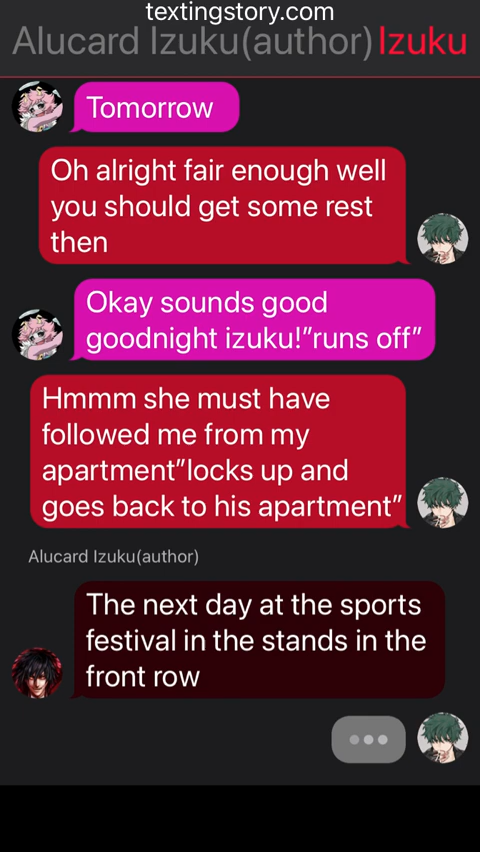 textingstory.com
Alucard Izuku(author) Izuku
Tomorrow
Oh alright fair enough well
you should get some rest
then
Okay sounds good
goodnight izuku!"runs off"
Hmmm she must have
followed me from my
apartment"locks up and
goes back to his apartment"
Alucard Izuku(author)
The next day at the sports
festival in the stands in the
front row